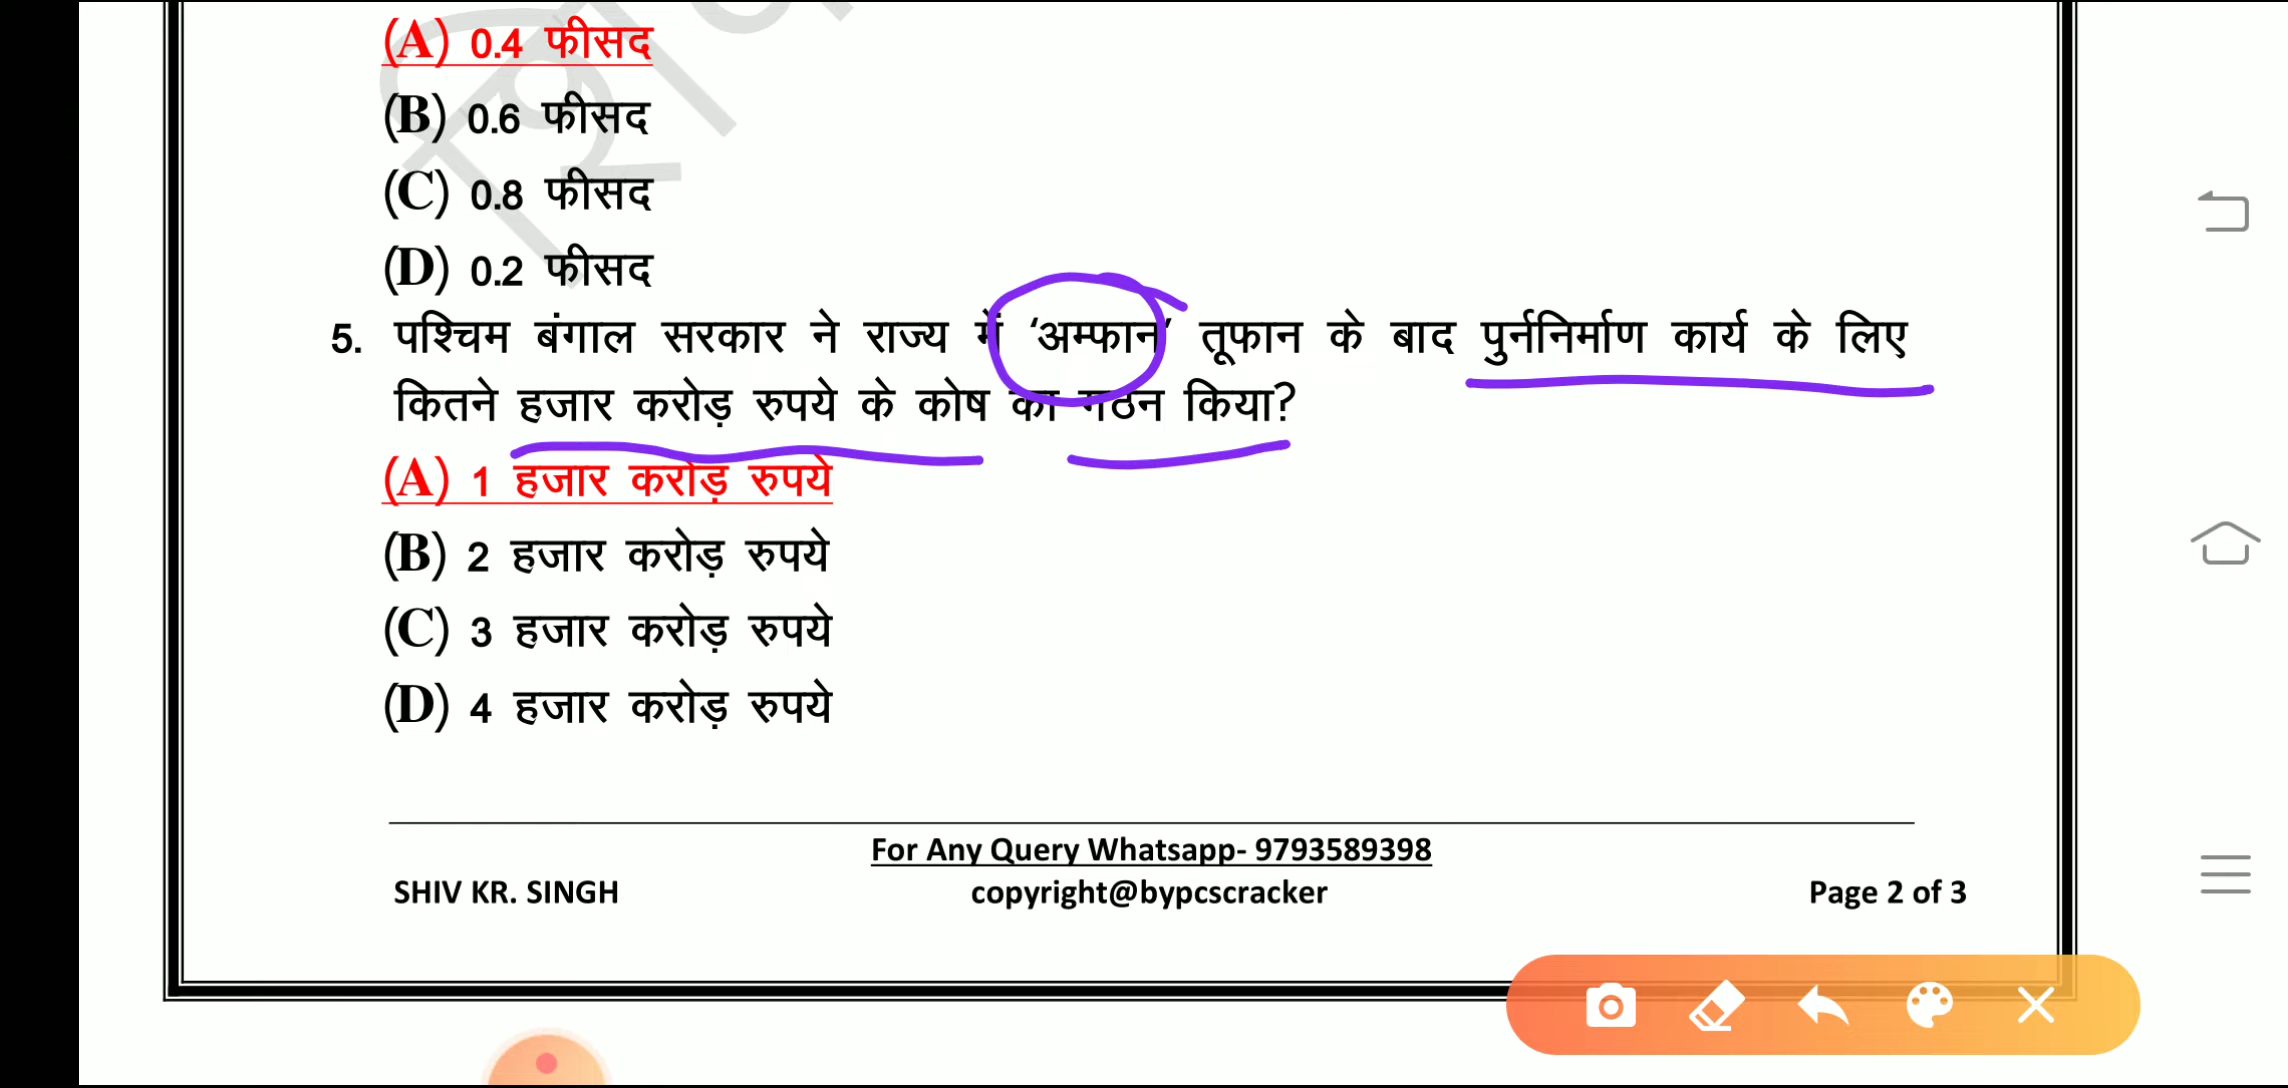 (A) 0.4 फीसद
(B) 0.6 फीसद
(C) 0.8 फीसद
(D) 0.2 फीसद
5. पश्चिम बंगाल सरकार ने राज्य में ‘अम्फान’ तूफान के बाद पुर्ननिर्माण कार्य के लिए
कितने हजार करोड़ रुपये के कोष का गठन किया?
(A) 1 हजार करोड़ रुपये
(B) 2 हजार करोड़ रुपये
(C) 3 हजार करोड़ रुपये
(D) 4 हजार करोड़ रुपये
For Any Query Whatsapp- 9793589398
SHIV KR. SINGH copyright@bypcscracker Page 2 of 3